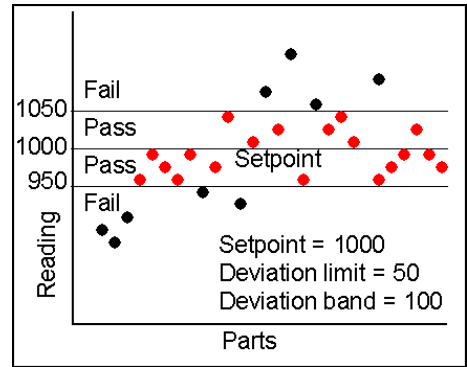 Fail
1050
Pass
1000
Pass
Setpoint
950
Fail
Reading
Setpoint = 1000
Deviation limit = 50
Deviation band = 100
Parts